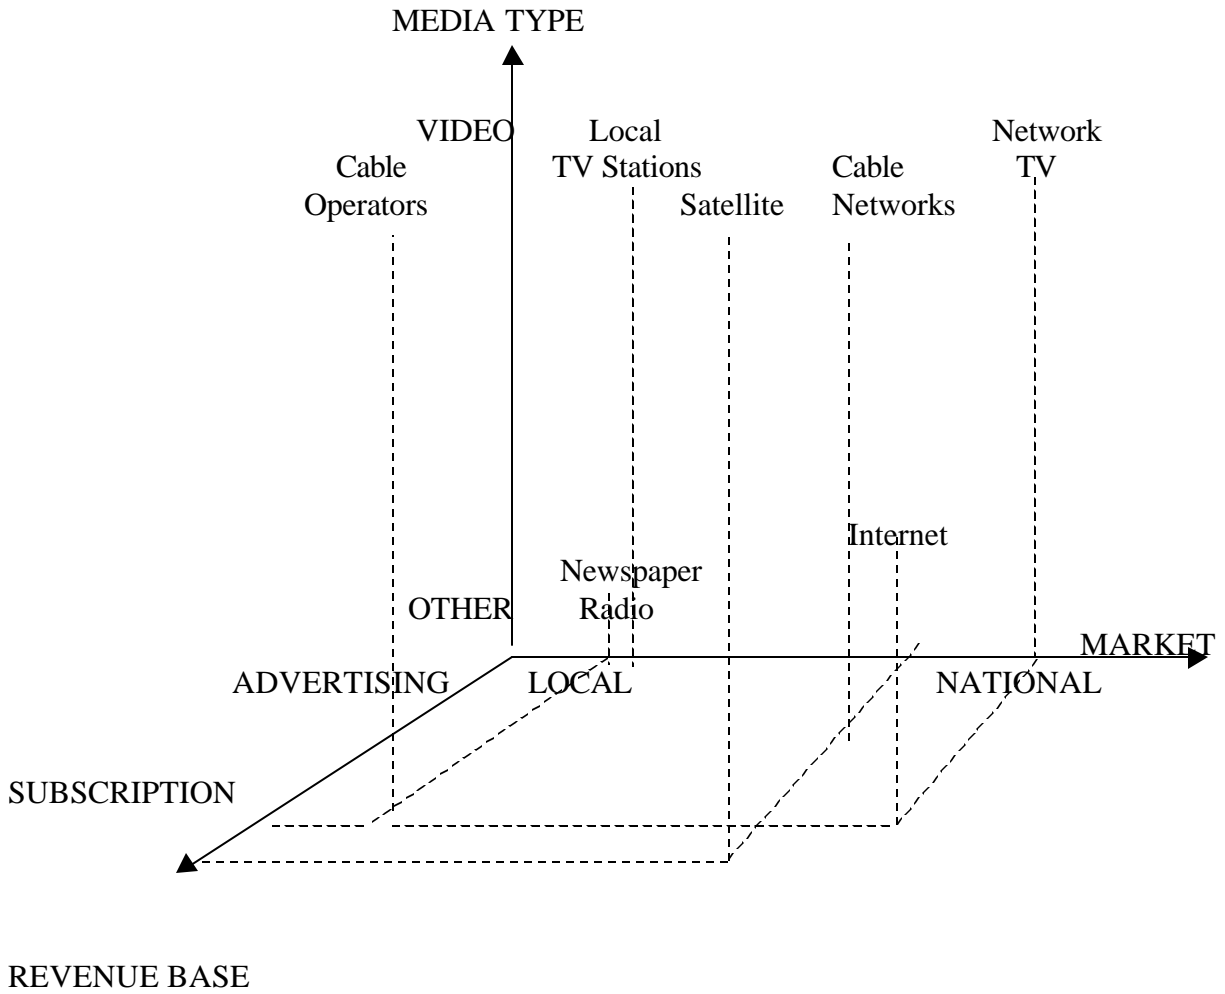 MEDIA TYPE
VIDEO
Local
TV Stations
Network
TV
Cable
Operators
Cable
Networks
Satellite
Internet
Newspaper
Radio
OTHER
MARKET
ADVERTISING
LOCAL
NATIONAL
SUBSCRIPTION
REVENUE BASE